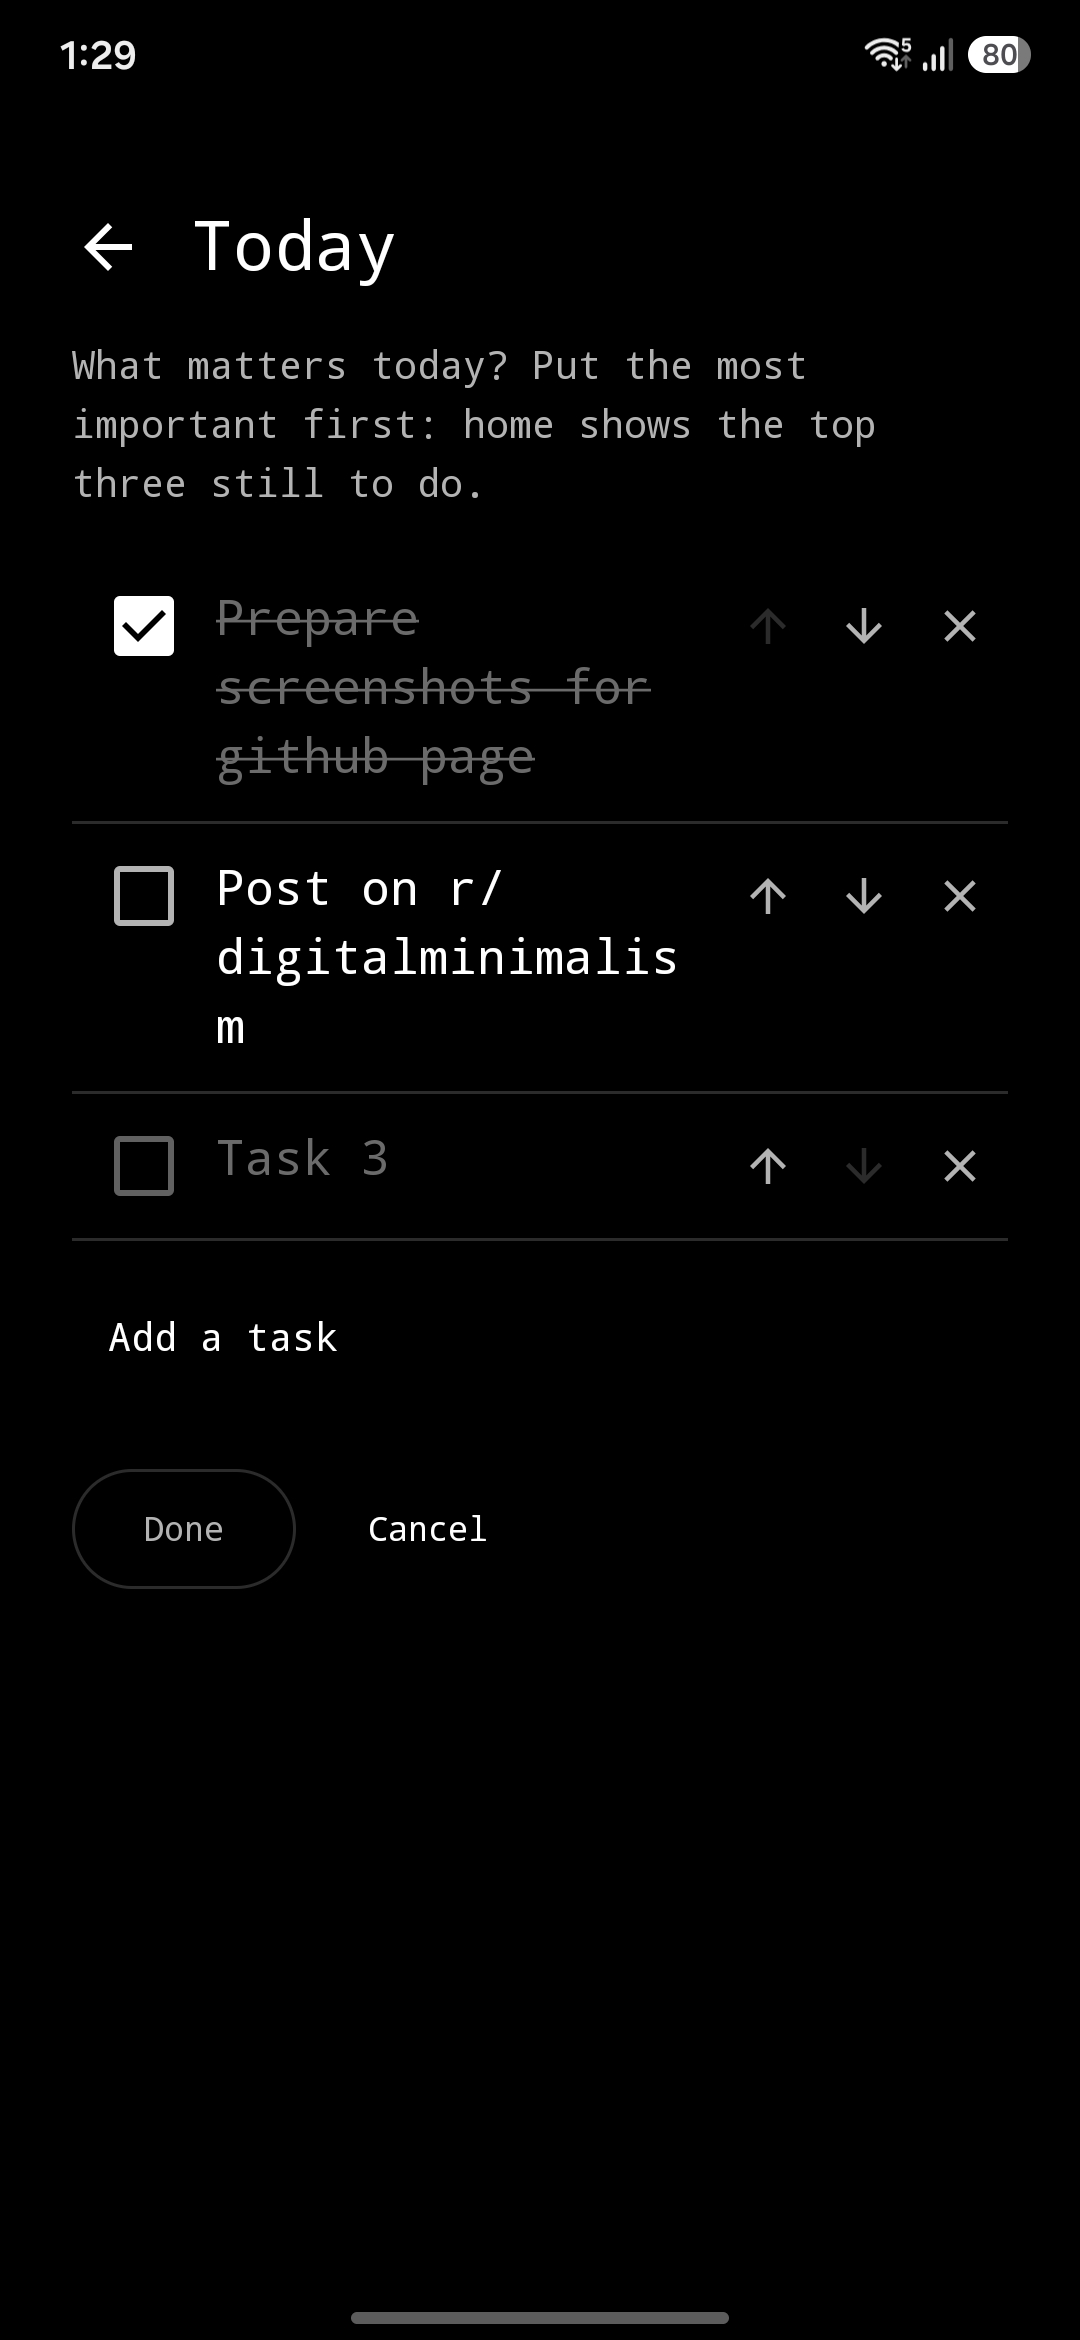 1:29
5
80
Today
What matters today? Put the most
important first: home shows the top
three still to do.
Prepare
screenshots for
github page
Post on r/
digitalminimalis
m
Task 3
Add a task
Done
Cancel